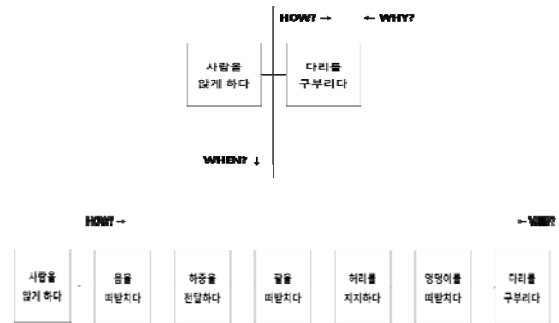 HOW? → ← WHY?
사람을 다리를
앉게 하다 구부리다
WHEN? ↓
HOW? → ← WHY?
사람을 몸을 하중을 팔을 허리를 엉덩이를 다리를
앉게 하다 떠받치다 전달하다 떠받치다 지지하다 떠받치다 구부리다